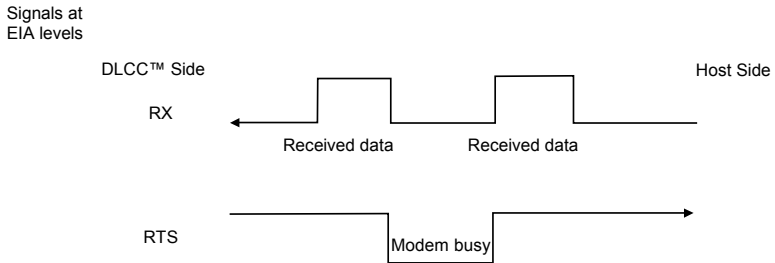 Signals at
EIA levels
DLCC™ Side
Host Side
RX
Received data
Received data
RTS
Modem busy